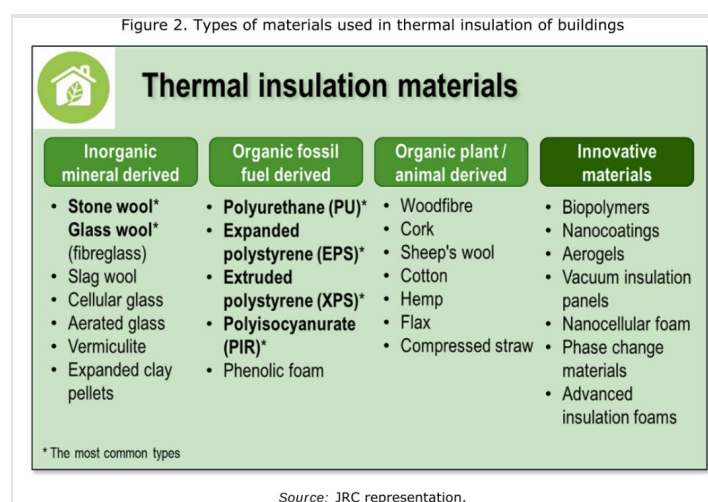 Figure 2. Types of materials used in thermal insulation of buildings
Thermal insulation materials
Inorganic
mineral derived
• Stone wool*
Glass wool*
(fibreglass)
• Slag wool
• Cellular glass
• Aerated glass
• Vermiculite
• Expanded clay
pellets
Organic fossil
fuel derived
• Polyurethane (PU)*
• Expanded
polystyrene (EPS)*
• Extruded
polystyrene (XPS)*
• Polyisocyanurate
(PIR)*
• Phenolic foam
Organic plant /
animal derived
• Woodfibre
• Cork
• Sheep's wool
• Cotton
• Hemp
• Flax
• Compressed straw
Innovative
materials
• Biopolymers
• Nanocoatings
• Aerogels
• Vacuum insulation
panels
• Nanocellular foam
• Phase change
materials
• Advanced
insulation foams
* The most common types
Source: JRC representation.